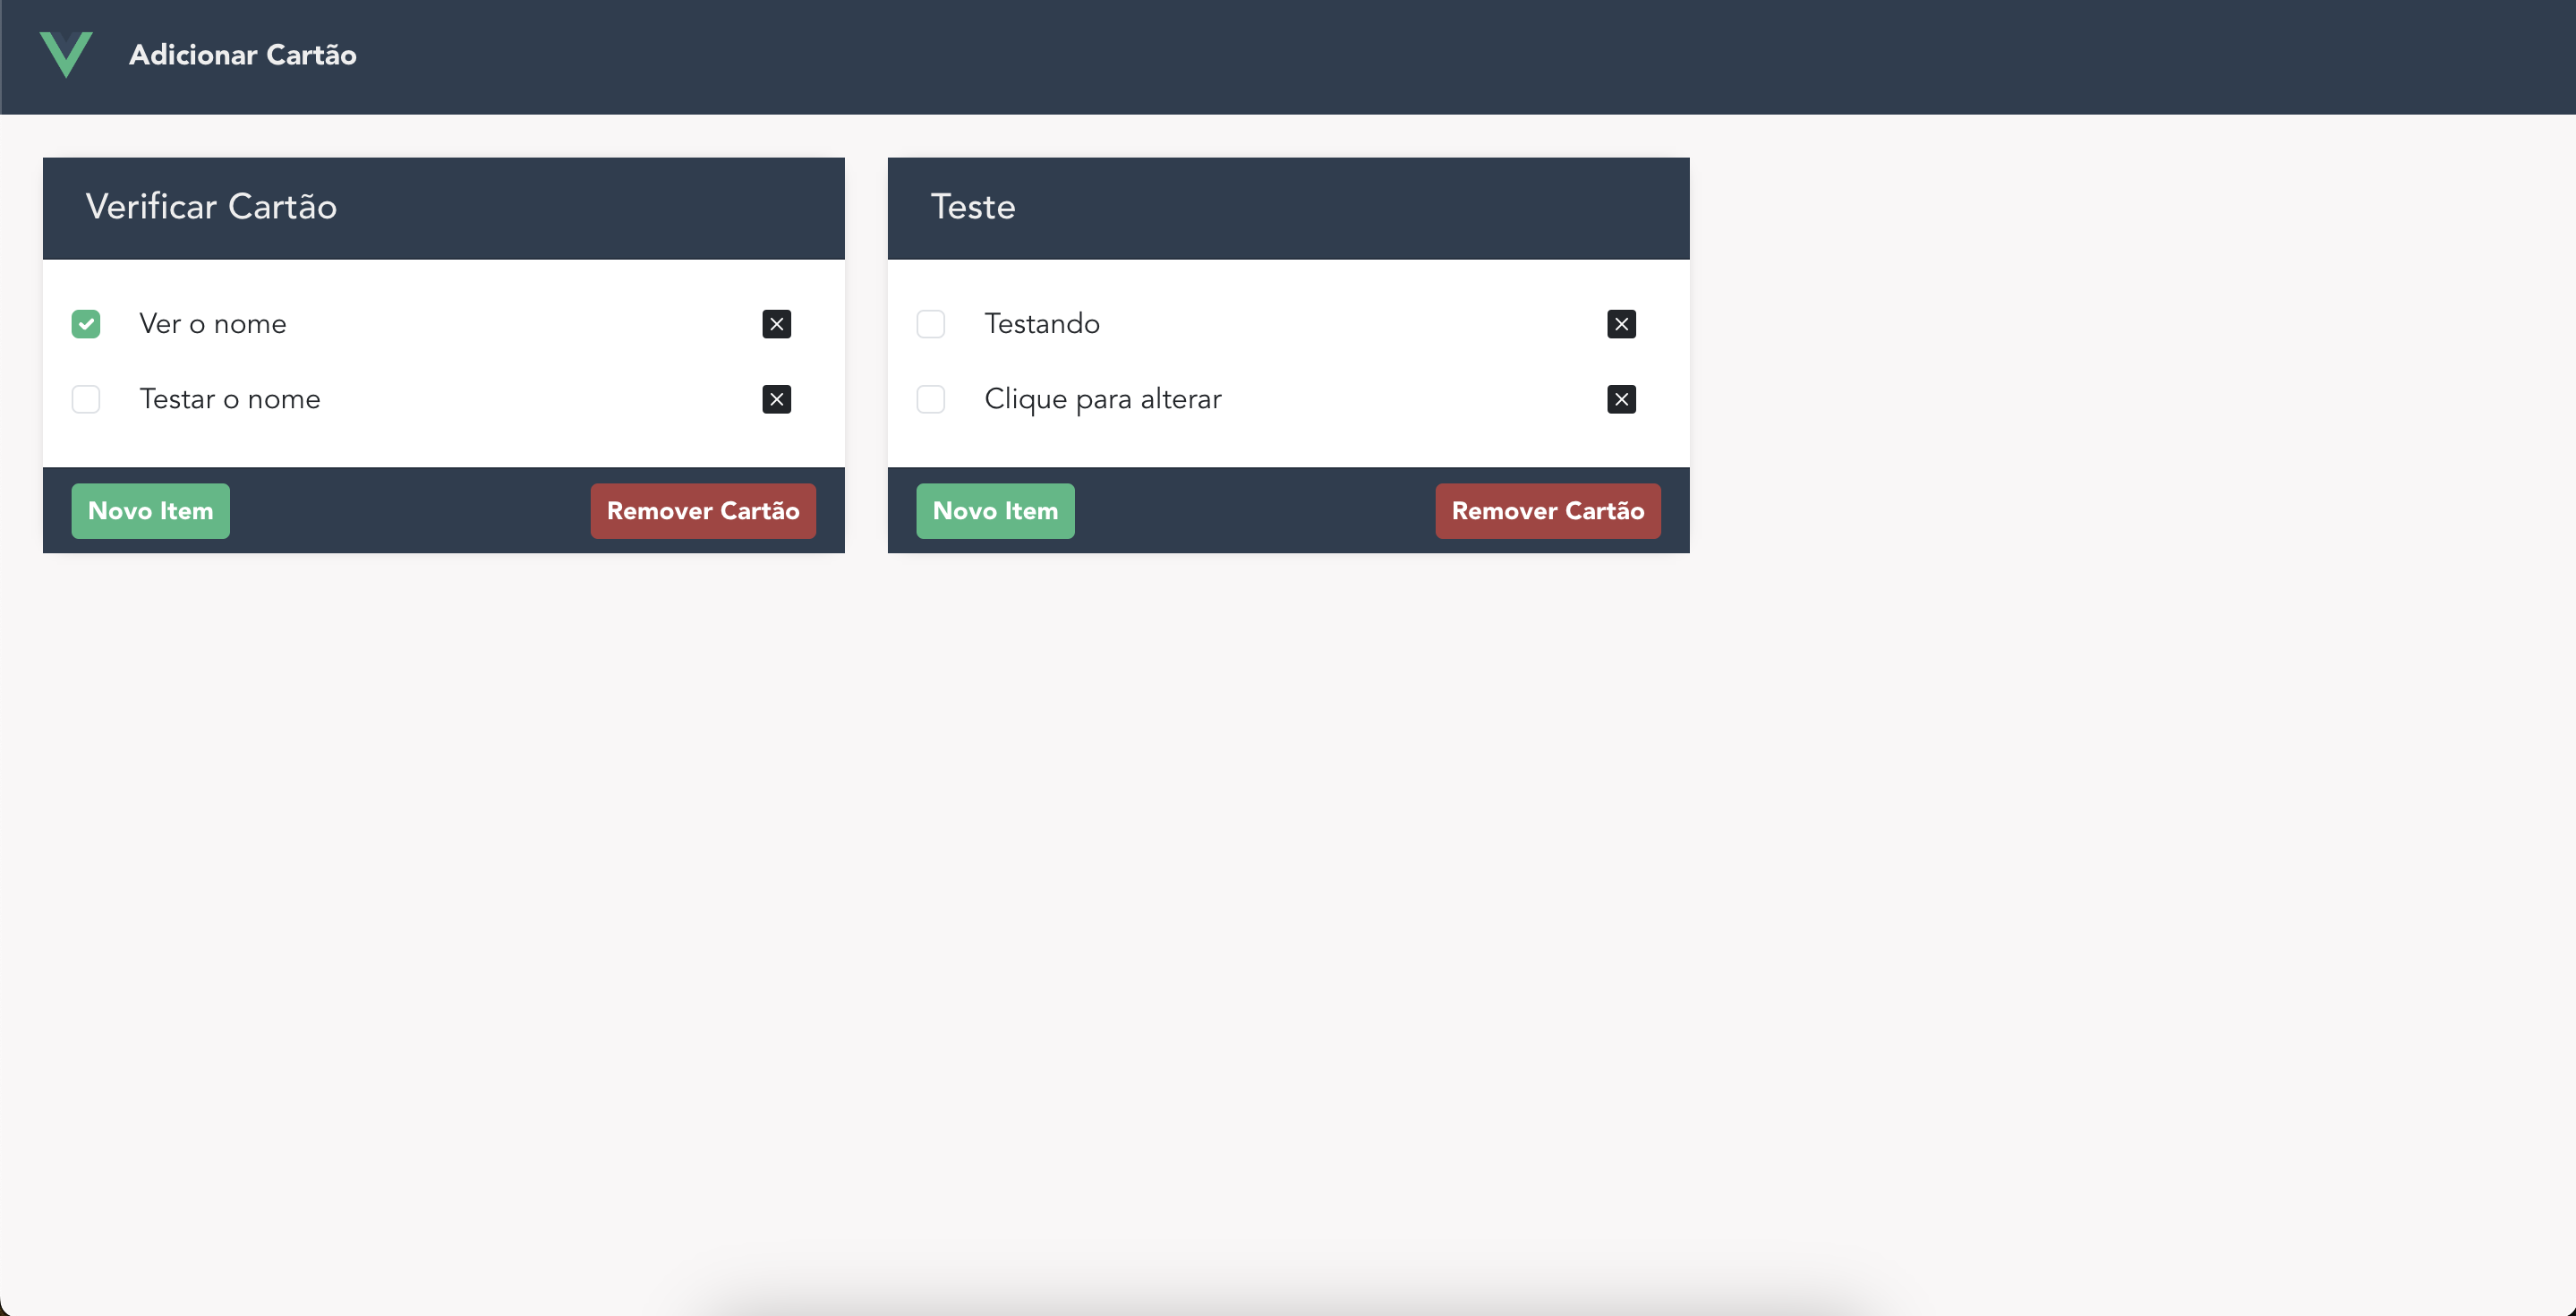 Adicionar Cartão
Verificar Cartão
Ver o nome
Testar o nome
Novo Item
Remover Cartão
Teste
Testando
Clique para alterar
Novo Item
Remover Cartão